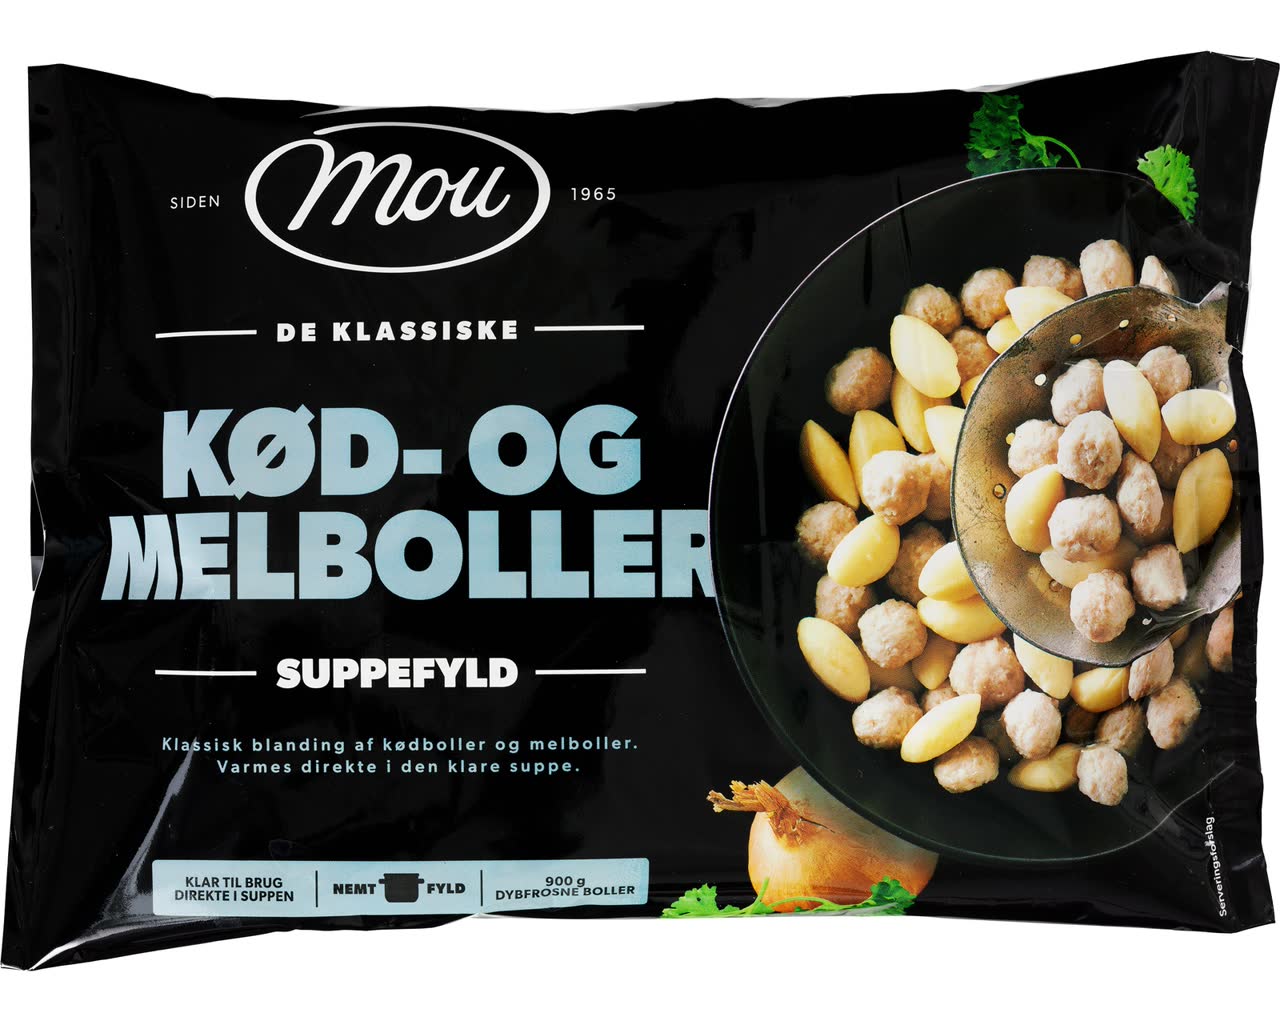 SIDEN Mou 1965
DE KLASSISKE
KØD- OG
MELBOLLER
SUPPEFYLD
Klassisk blanding af kødboller og melboller.
Varmes direkte i den klare suppe.
KLAR TIL BRUG
DIREKTE I SUPPEN
NEMT FYLD
900 g
DYBFROSNE BOLLER
Serveringsforslag